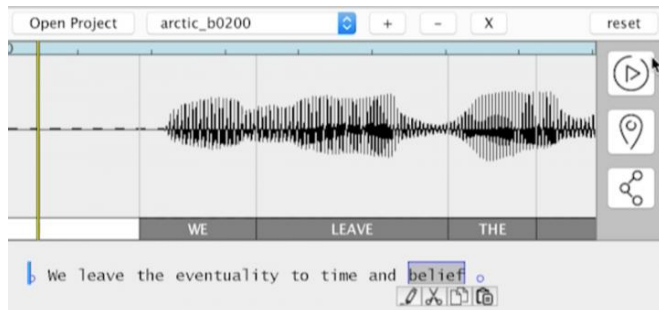 Open Project arctic_b0200 + - X reset
WE LEAVE THE
We leave the eventuality to time and belief